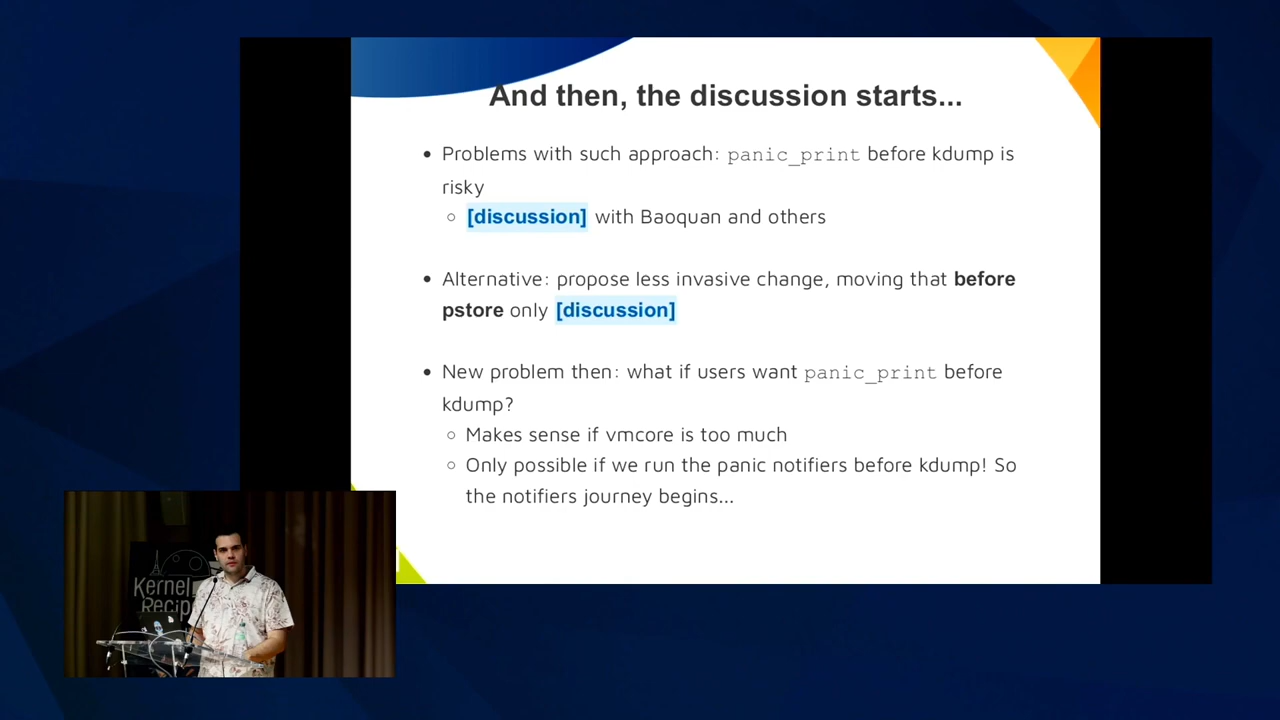 And then, the discussion starts...
• Problems with such approach: panic_print before kdump is
risky
○ [discussion] with Baoquan and others
• Alternative: propose less invasive change, moving that before
pstore only [discussion]
• New problem then: what if users want panic_print before
kdump?
○ Makes sense if vmcore is too much
○ Only possible if we run the panic notifiers before kdump! So
the notifiers journey begins...
Kernel
Recip